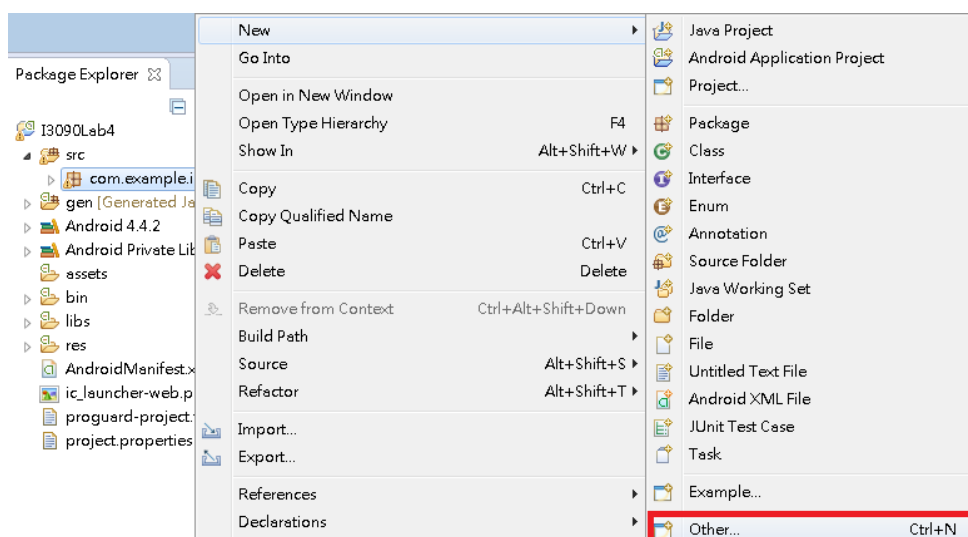 Package Explorer
I3090Lab4
src
com.example.i
gen [Generated Ja
Android 4.4.2
Android Private Lib
assets
bin
libs
res
AndroidManifest.x
ic_launcher-web.p
proguard-project.
project.properties
New
Go Into
Open in New Window
Open Type Hierarchy F4
Show In Alt+Shift+W
Copy Ctrl+C
Copy Qualified Name
Paste Ctrl+V
Delete Delete
Remove from Context Ctrl+Alt+Shift+Down
Build Path
Source Alt+Shift+S
Refactor Alt+Shift+T
Import...
Export...
References
Declarations
Java Project
Android Application Project
Project...
Package
Class
Interface
Enum
Annotation
Source Folder
Java Working Set
Folder
File
Untitled Text File
Android XML File
JUnit Test Case
Task
Example...
Other... Ctrl+N